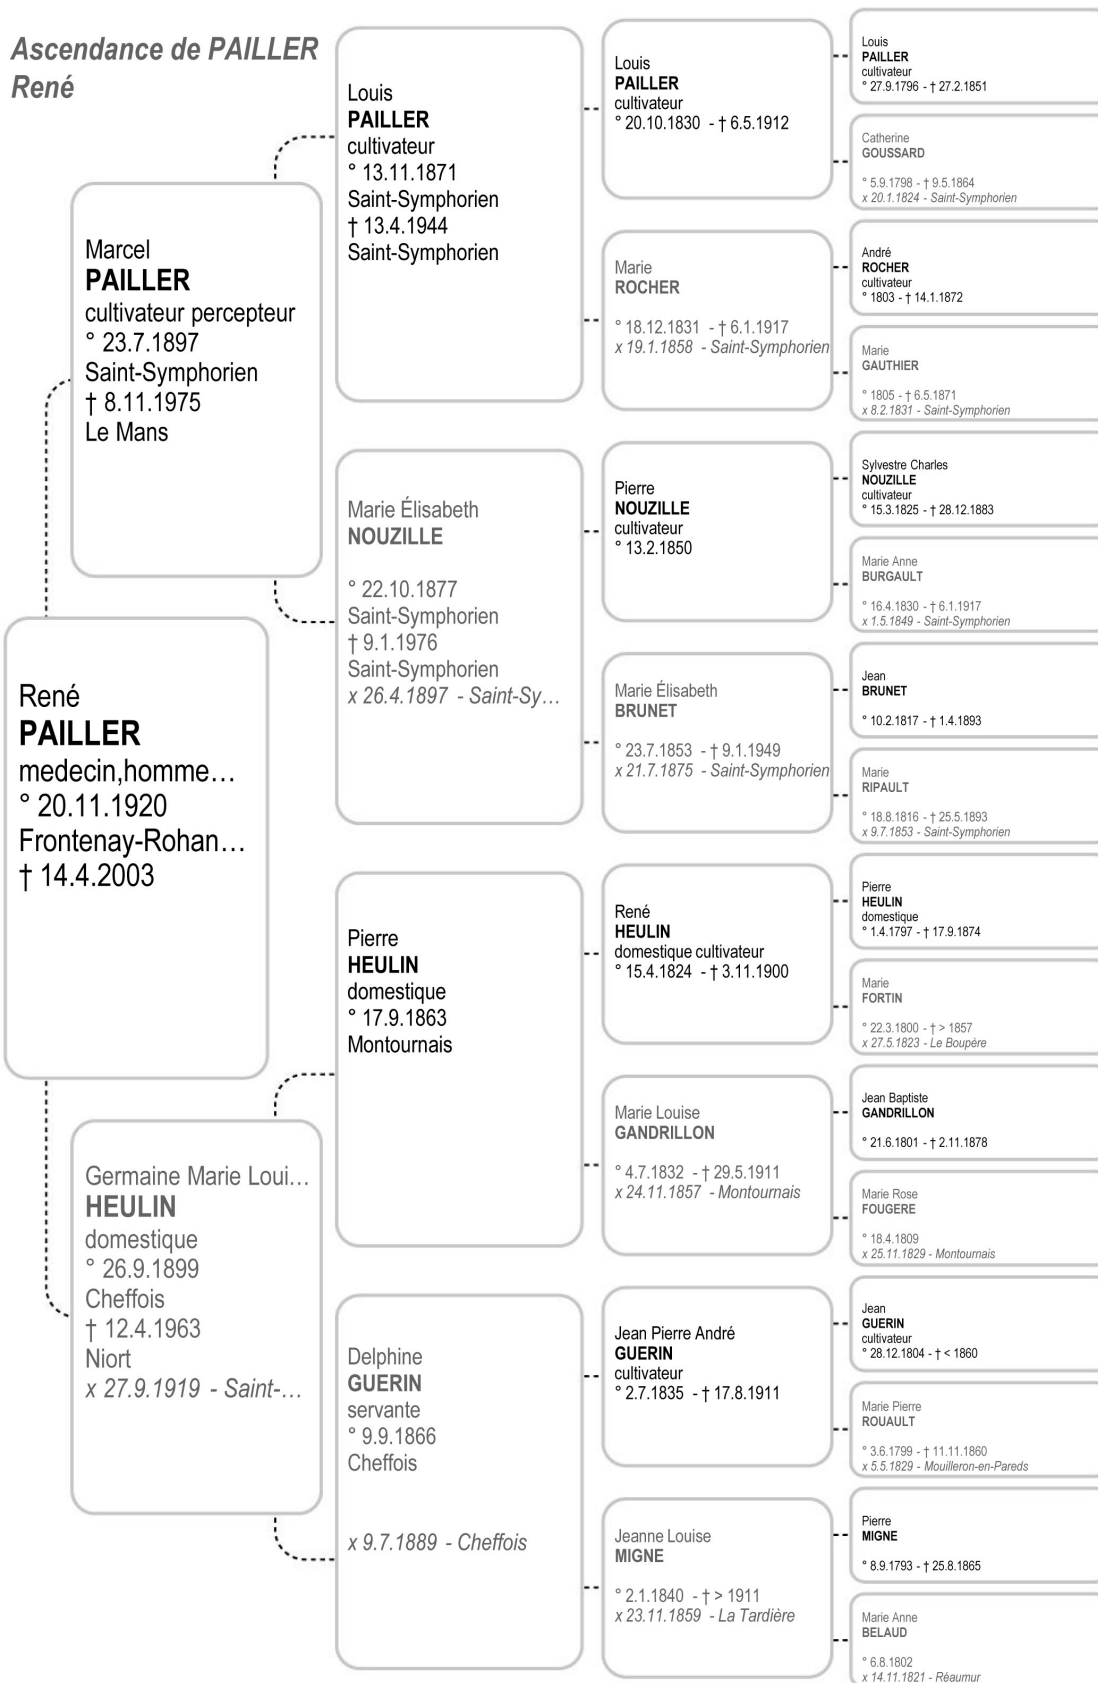 Ascendance de PAILLER
René
René
PAILLER
medecin,homme…
° 20.11.1920
Frontenay-Rohan…
† 14.4.2003
Marcel
PAILLER
cultivateur percepteur
° 23.7.1897
Saint-Symphorien
† 8.11.1975
Le Mans
Germaine Marie Loui…
HEULIN
domestique
° 26.9.1899
Cheffois
† 12.4.1963
Niort
x 27.9.1919 - Saint-…
Louis
PAILLER
cultivateur
° 13.11.1871
Saint-Symphorien
† 13.4.1944
Saint-Symphorien
Marie Élisabeth
NOUZILLE
° 22.10.1877
Saint-Symphorien
† 9.1.1976
Saint-Symphorien
x 26.4.1897 - Saint-Sy…
Pierre
HEULIN
domestique
° 17.9.1863
Montournais
Delphine
GUERIN
servante
° 9.9.1866
Cheffois
x 9.7.1889 - Cheffois
Louis
PAILLER
cultivateur
° 20.10.1830 - † 6.5.1912
Marie
ROCHER
° 18.12.1831 - † 6.1.1917
x 19.1.1858 - Saint-Symphorien
Pierre
NOUZILLE
cultivateur
° 13.2.1850
Marie Élisabeth
BRUNET
° 23.7.1853 - † 9.1.1949
x 21.7.1875 - Saint-Symphorien
René
HEULIN
domestique cultivateur
° 15.4.1824 - † 3.11.1900
Marie Louise
GANDRILLON
° 4.7.1832 - † 29.5.1911
x 24.11.1857 - Montournais
Jean Pierre André
GUERIN
cultivateur
° 2.7.1835 - † 17.8.1911
Jeanne Louise
MIGNE
° 2.1.1840 - † > 1911
x 23.11.1859 - La Tardière
Louis
PAILLER
cultivateur
° 27.9.1796 - † 27.2.1851
Catherine
GOUSSARD
° 5.9.1798 - † 9.5.1864
x 20.1.1824 - Saint-Symphorien
André
ROCHER
cultivateur
° 1803 - † 14.1.1872
Marie
GAUTHIER
° 1805 - † 6.5.1871
x 8.2.1831 - Saint-Symphorien
Sylvestre Charles
NOUZILLE
cultivateur
° 15.3.1825 - † 28.12.1883
Marie Anne
BURGAULT
° 16.4.1830 - † 6.1.1917
x 1.5.1849 - Saint-Symphorien
Jean
BRUNET
° 10.2.1817 - † 1.4.1893
Marie
RIPAULT
° 18.8.1816 - † 25.5.1893
x 9.7.1853 - Saint-Symphorien
Pierre
HEULIN
domestique
° 1.4.1797 - † 17.9.1874
Marie
FORTIN
° 22.3.1800 - † > 1857
x 27.5.1823 - Le Boupère
Jean Baptiste
GANDRILLON
° 21.6.1801 - † 2.11.1878
Marie Rose
FOUGERE
° 18.4.1809
x 25.11.1829 - Montournais
Jean
GUERIN
cultivateur
° 28.12.1804 - † < 1860
Marie Pierre
ROUAULT
° 3.6.1799 - † 11.11.1860
x 5.5.1829 - Mouilleron-en-Pareds
Pierre
MIGNE
° 8.9.1793 - † 25.8.1865
Marie Anne
BELAUD
° 6.8.1802
x 14.11.1821 - Réaumur